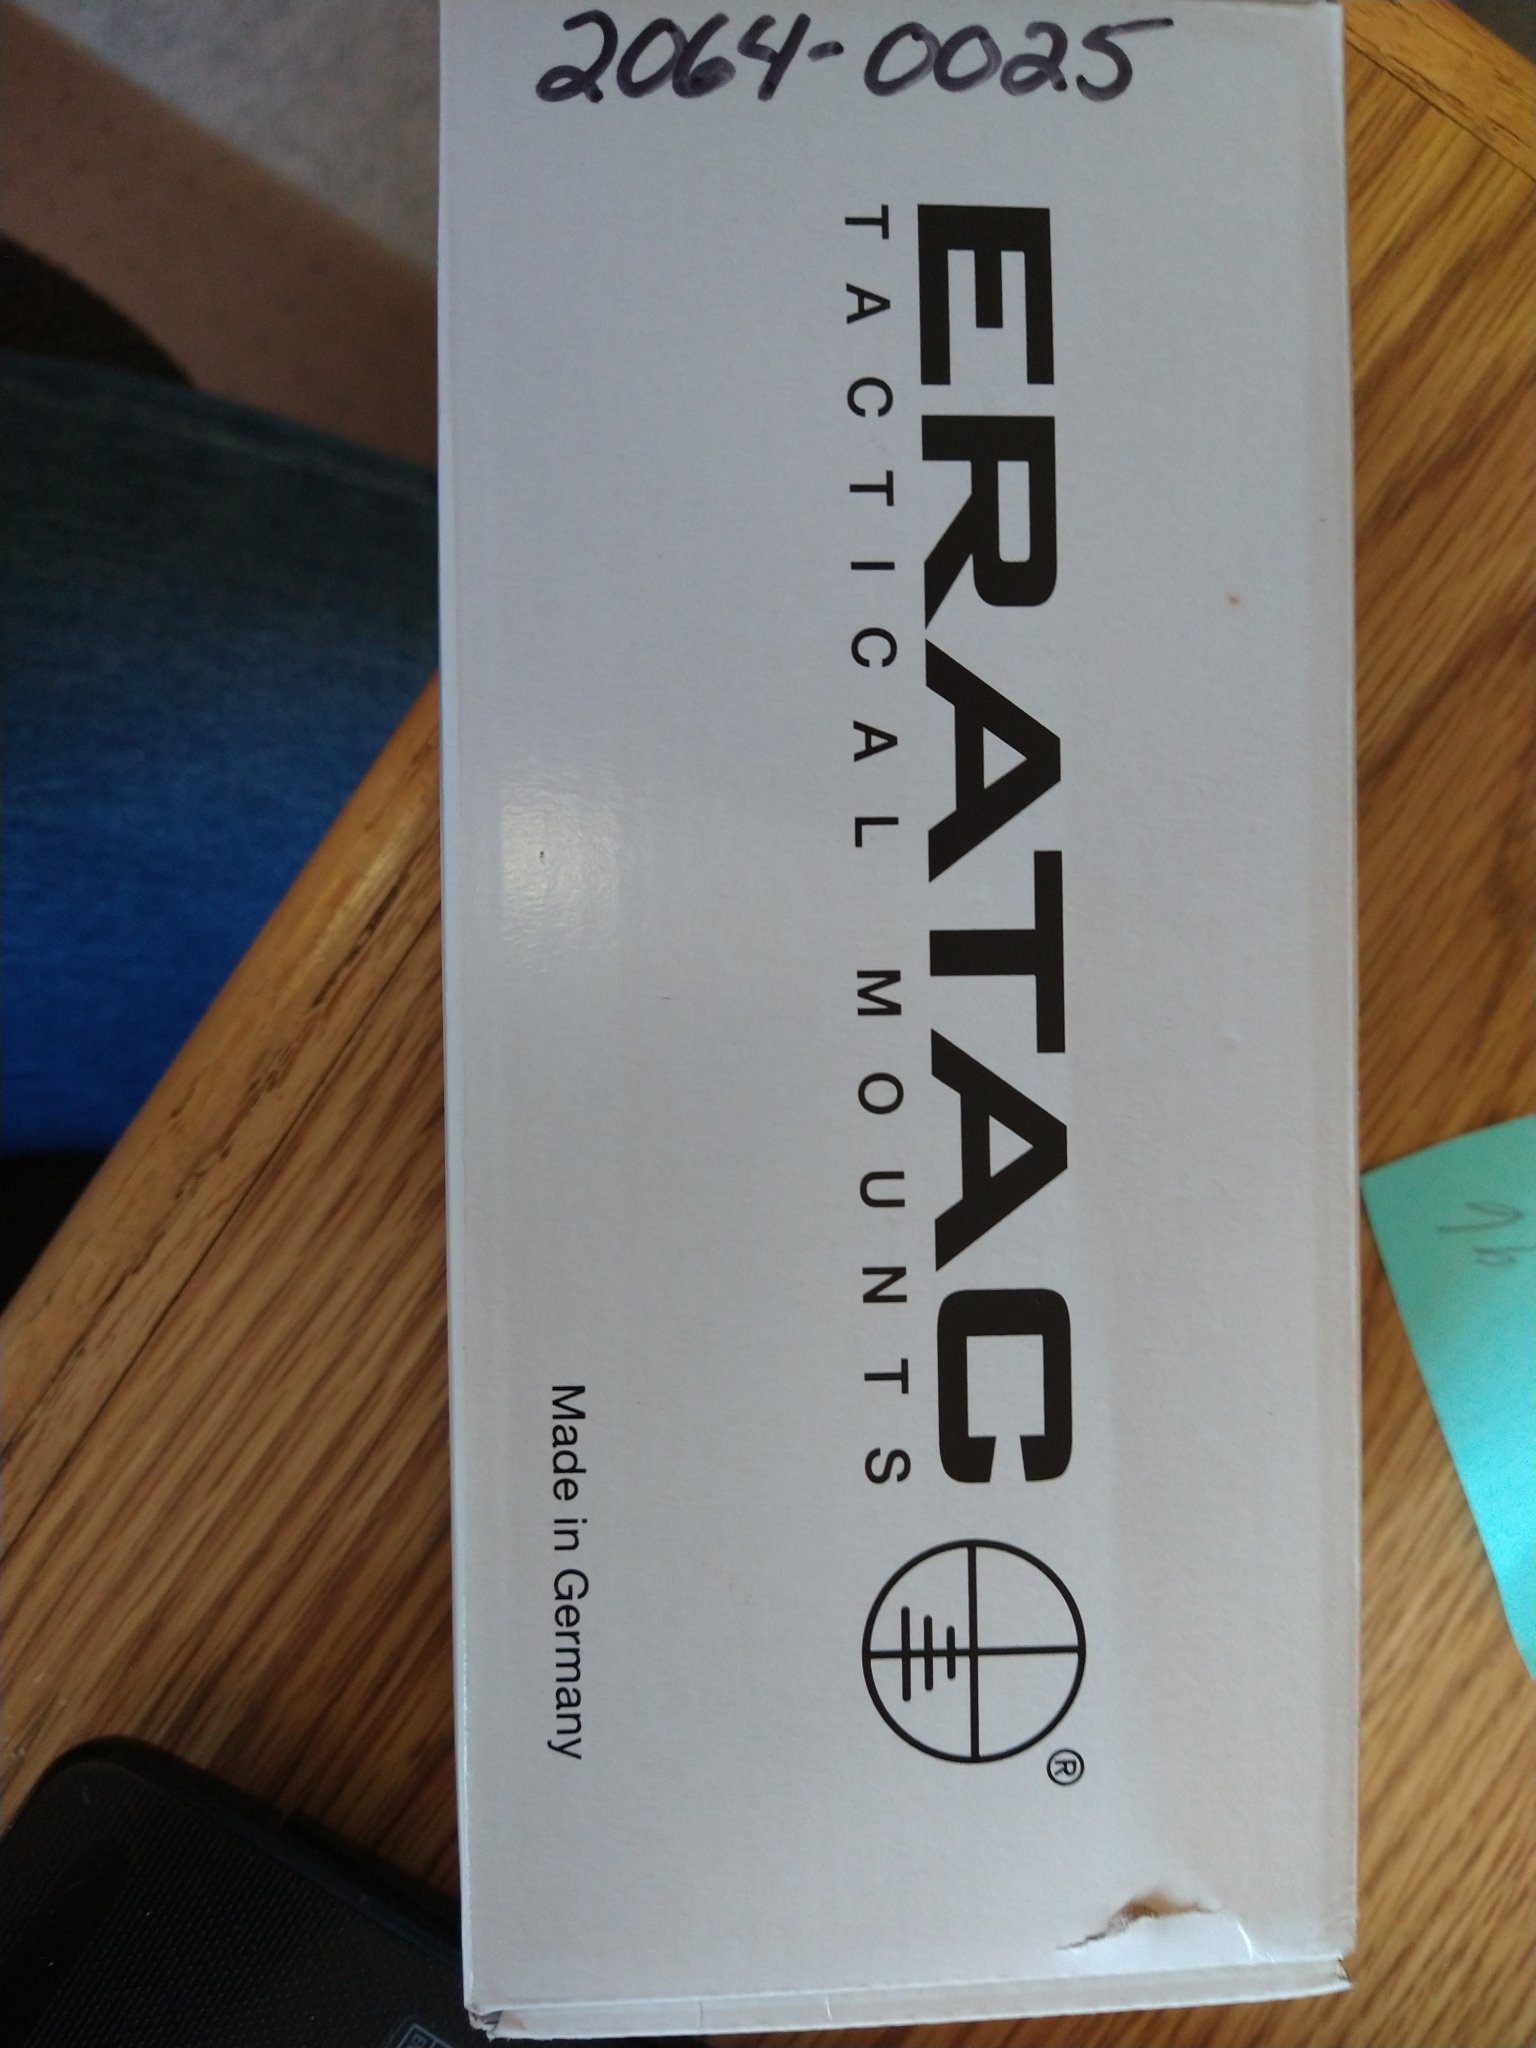 2064-0025
ERATAC®
TACTICAL MOUNTS
Made in Germany